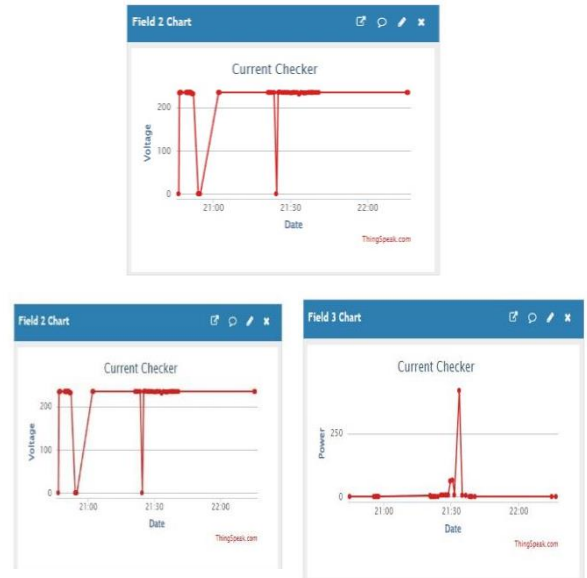 Field 2 Chart
Current Checker
Voltage
200
100
0
21:00 21:30 22:00
Date
ThingSpeak.com
Field 2 Chart
Current Checker
Voltage
200
100
0
21:00 21:30 22:00
Date
ThingSpeak.com
Field 3 Chart
Current Checker
Power
250
0
21:00 21:30 22:00
Date
ThingSpeak.com